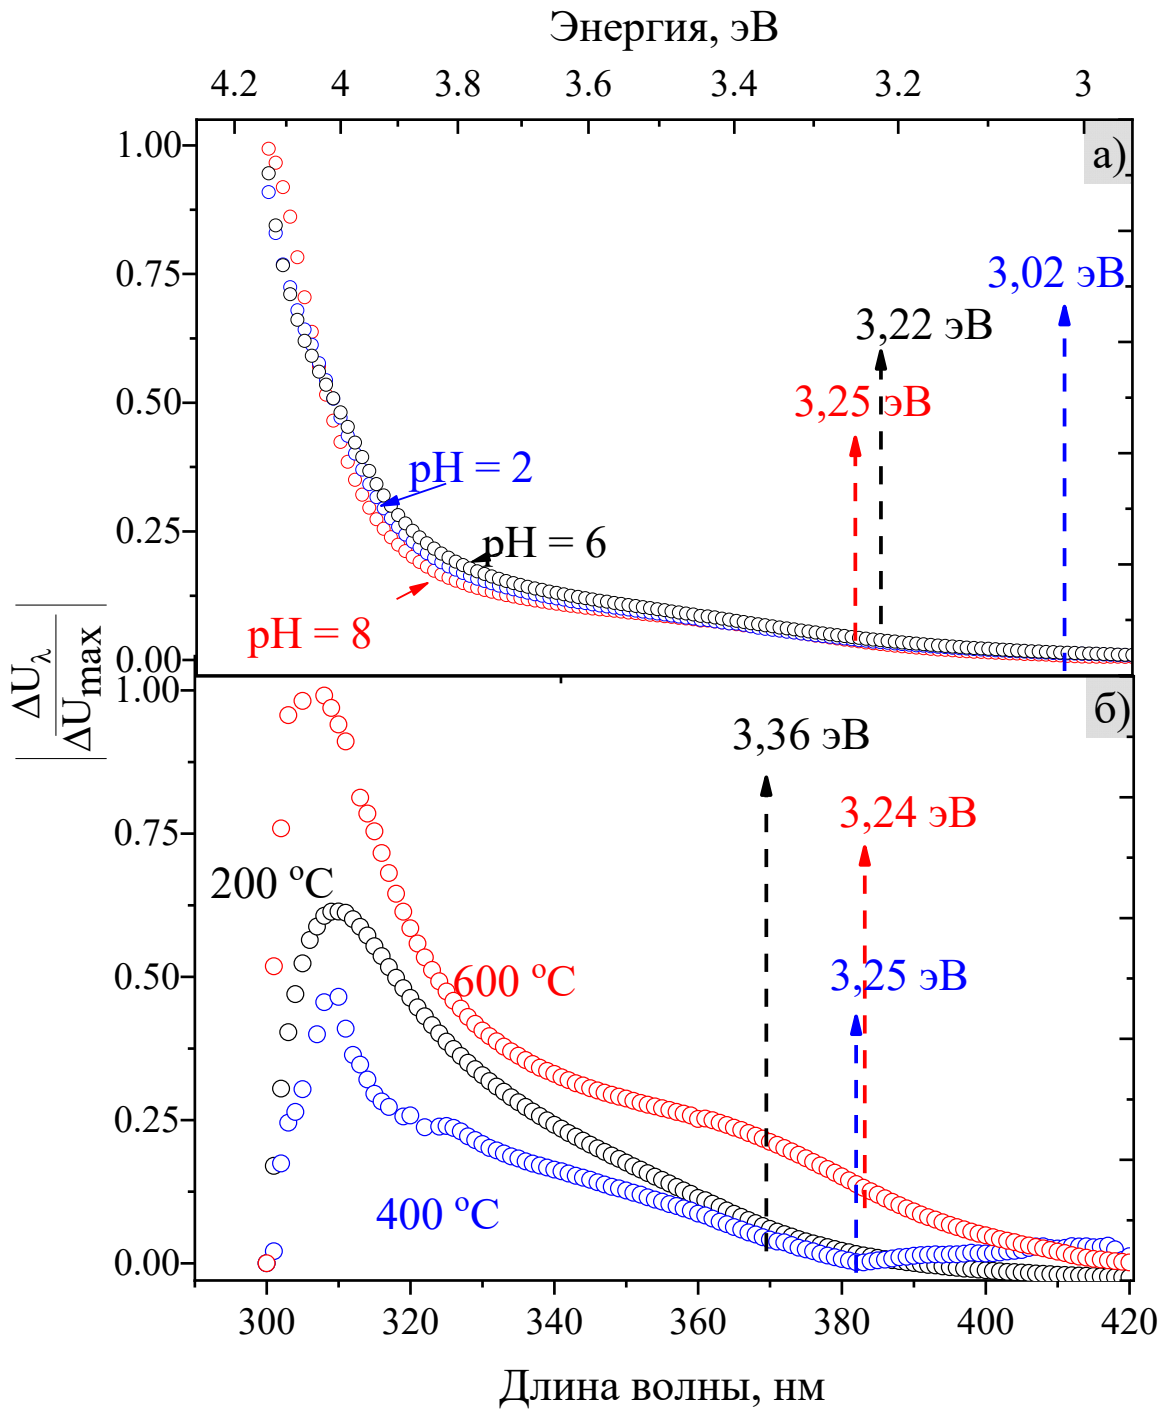 Энергия, эВ
4.2 4 3.8 3.6 3.4 3.2 3
а)
1.00
0.75
0.50
0.25
0.00
3,02 эВ
3,22 эВ
3,25 эВ
pH = 2
pH = 6
pH = 8
|ΔUλ/ΔUmax|
б)
1.00
0.75
0.50
0.25
0.00
3,36 эВ
3,24 эВ
3,25 эВ
200 °C
600 °C
400 °C
300 320 340 360 380 400 420
Длина волны, нм